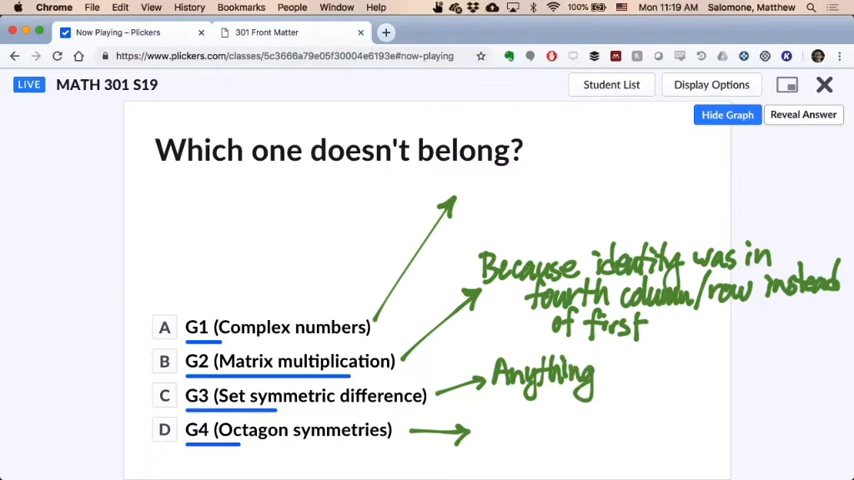 Chrome File Edit View History Bookmarks People Window Help 100% Mon 11:19 AM Salomone, Matthew
Now Playing – Plickers 301 Front Matter
https://www.plickers.com/classes/5c3666a79e05f30004e6193e#now-playing
LIVE MATH 301 S19 Student List Display Options
Hide Graph Reveal Answer
Which one doesn't belong?
Because identity was in
fourth column/row instead
of first
A G1 (Complex numbers)
B G2 (Matrix multiplication)
Anything
C G3 (Set symmetric difference)
D G4 (Octagon symmetries)